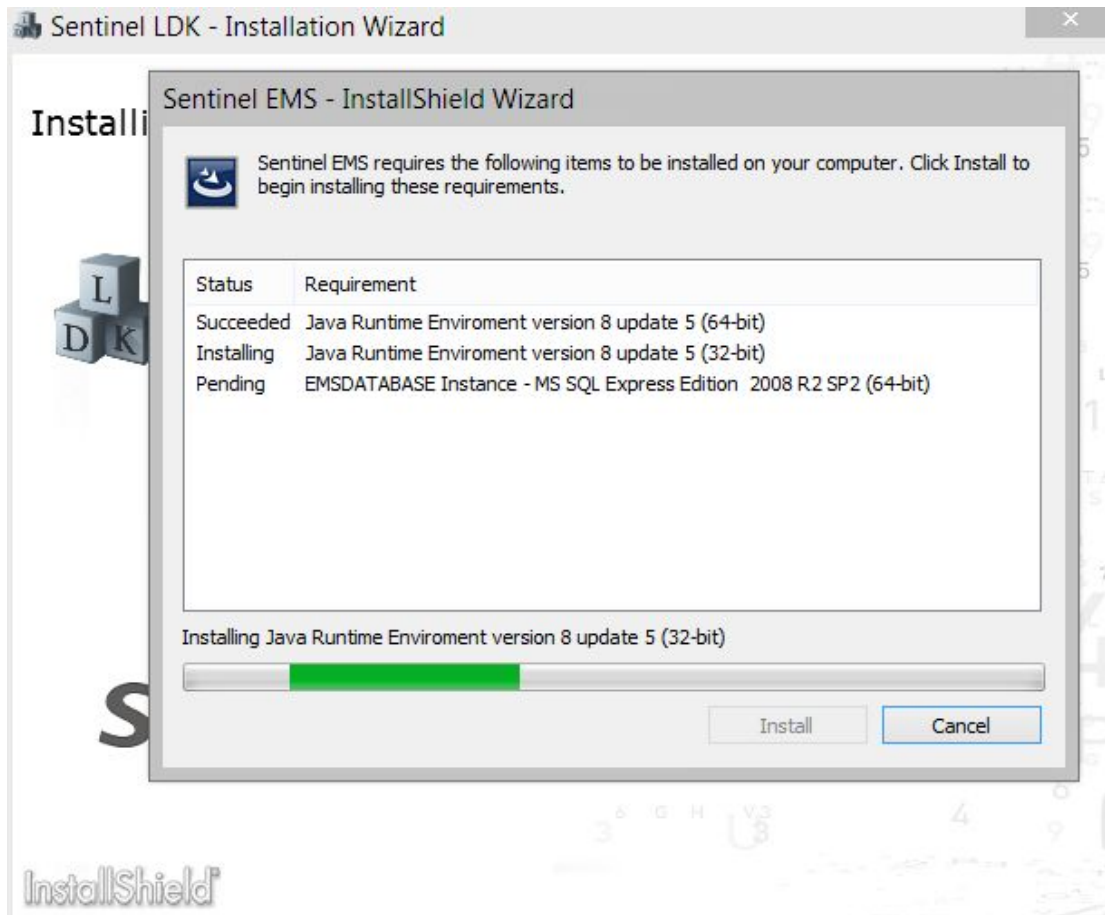 Sentinel LDK - Installation Wizard
Sentinel EMS - InstallShield Wizard
Installi
Sentinel EMS requires the following items to be installed on your computer. Click Install to
begin installing these requirements.
L
D K
Status Requirement
Succeeded Java Runtime Enviroment version 8 update 5 (64-bit)
Installing Java Runtime Enviroment version 8 update 5 (32-bit)
Pending EMSDATABASE Instance - MS SQL Express Edition 2008 R2 SP2 (64-bit)
Installing Java Runtime Enviroment version 8 update 5 (32-bit)
S
Install Cancel
InstallShield